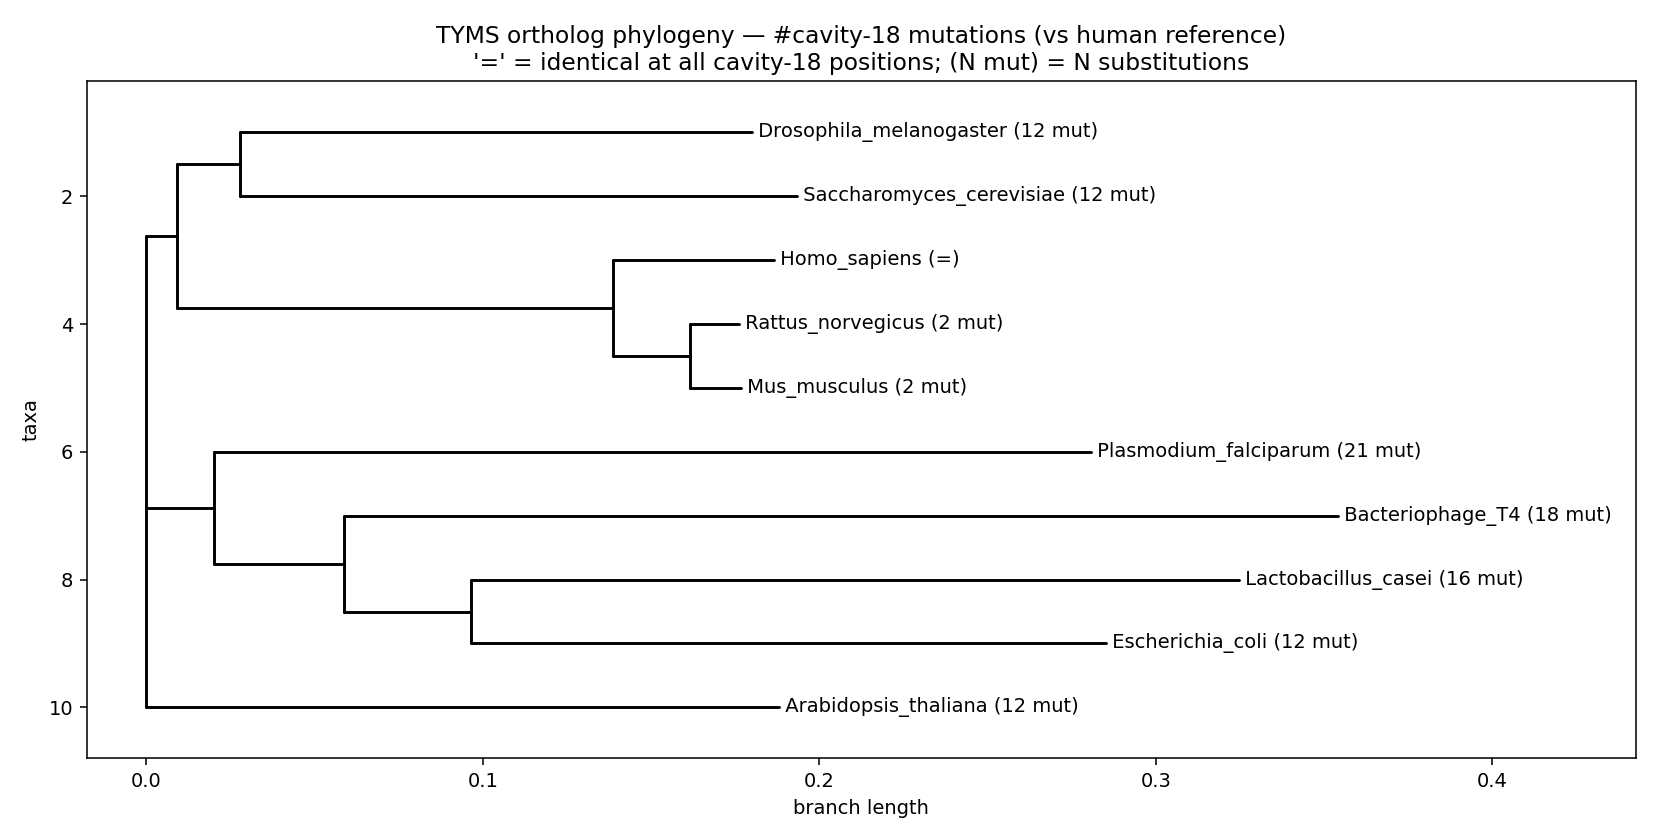 TYMS ortholog phylogeny — #cavity-18 mutations (vs human reference)
'=' = identical at all cavity-18 positions; (N mut) = N substitutions
Drosophila_melanogaster (12 mut)
2
Saccharomyces_cerevisiae (12 mut)
Homo_sapiens (=)
4
Rattus_norvegicus (2 mut)
Mus_musculus (2 mut)
taxa
6
Plasmodium_falciparum (21 mut)
Bacteriophage_T4 (18 mut)
8
Lactobacillus_casei (16 mut)
Escherichia_coli (12 mut)
10
Arabidopsis_thaliana (12 mut)
0.0 0.1 0.2 0.3 0.4
branch length